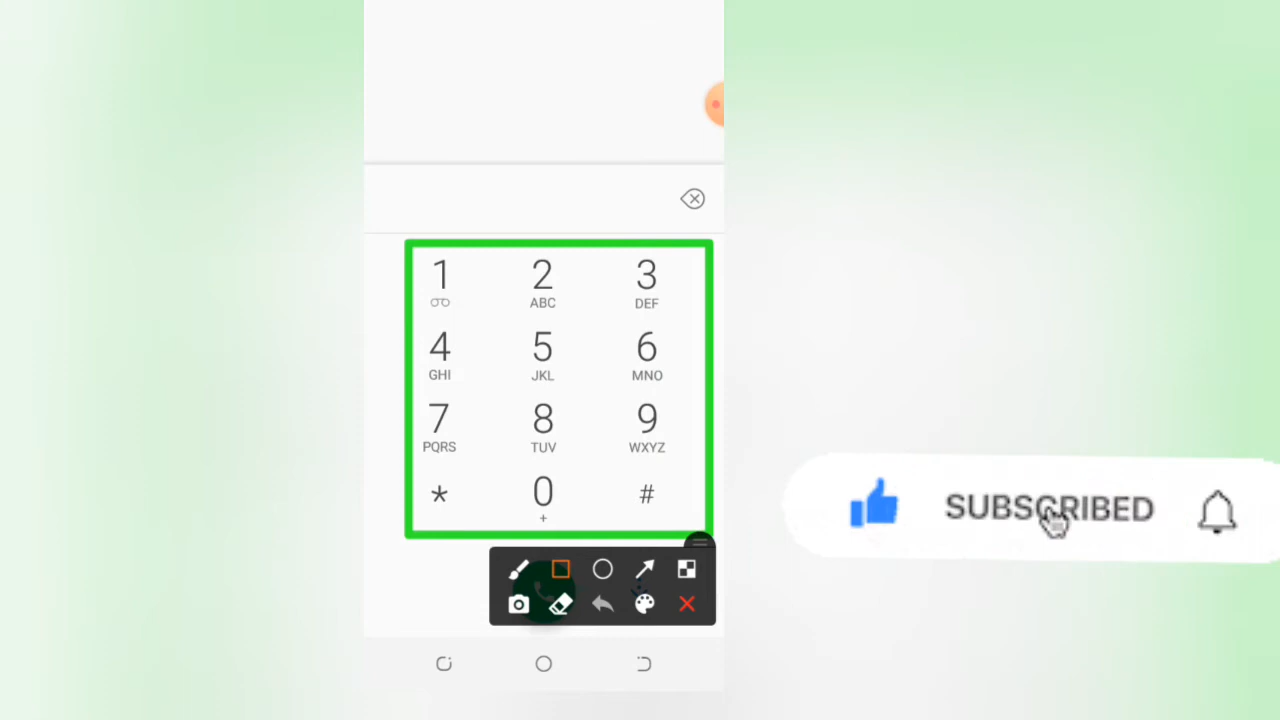 1 2 3
ABC DEF
4 5 6
GHI JKL MNO
7 8 9
PQRS TUV WXYZ
* 0 #
+
SUBSCRIBED